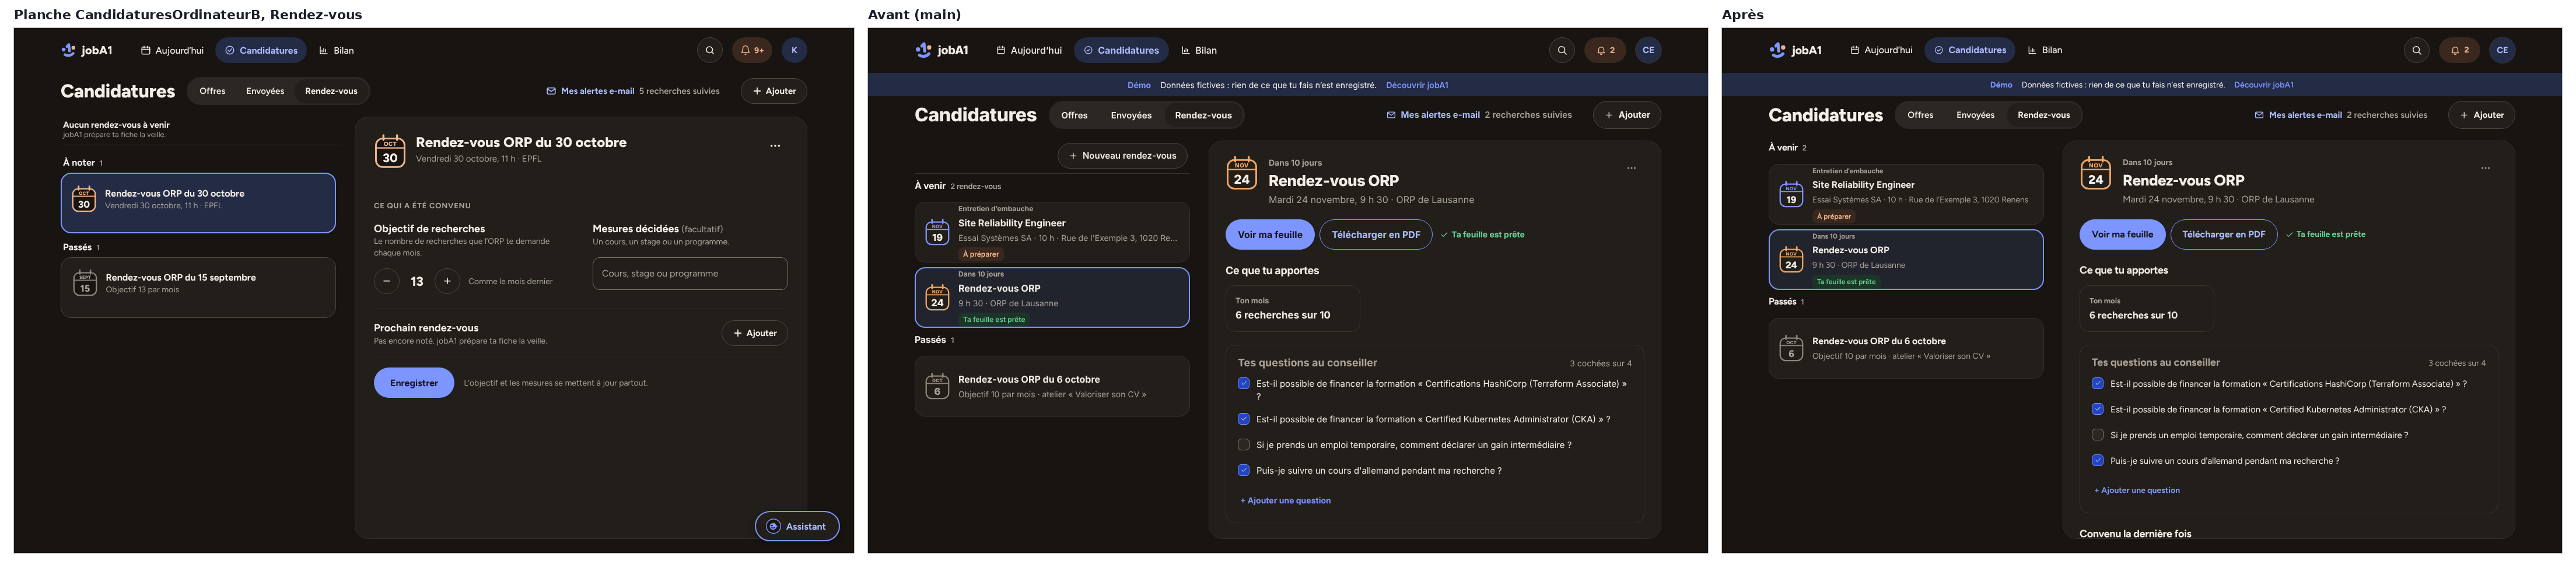 Planche CandidaturesOrdinateurB, Rendez-vous
jobA1
Aujourd'hui
Candidatures
Bilan
9+
K
Candidatures
Offres
Envoyées
Rendez-vous
Mes alertes e-mail 5 recherches suivies
+ Ajouter
Aucun rendez-vous à venir
jobA1 prépare ta fiche la veille.
À noter 1
OCT
30
Rendez-vous ORP du 30 octobre
Vendredi 30 octobre, 11 h · EPFL
Passés 1
SEPT
15
Rendez-vous ORP du 15 septembre
Objectif 13 par mois
OCT
30
Rendez-vous ORP du 30 octobre
Vendredi 30 octobre, 11 h · EPFL
...
CE QUI A ÉTÉ CONVENU
Objectif de recherches
Le nombre de recherches que l'ORP te demande
chaque mois.
− 13 + Comme le mois dernier
Mesures décidées (facultatif)
Un cours, un stage ou un programme.
Cours, stage ou programme
Prochain rendez-vous
Pas encore noté. jobA1 prépare ta fiche la veille.
+ Ajouter
Enregistrer
L'objectif et les mesures se mettent à jour partout.
Assistant
Avant (main)
jobA1
Aujourd'hui
Candidatures
Bilan
2
CE
Démo Données fictives : rien de ce que tu fais n'est enregistré. Découvrir jobA1
Candidatures
Offres
Envoyées
Rendez-vous
Mes alertes e-mail 2 recherches suivies
+ Ajouter
+ Nouveau rendez-vous
À venir 2 rendez-vous
NOV
19
Entretien d'embauche
Site Reliability Engineer
Essai Systèmes SA · 10 h · Rue de l'Exemple 3, 1020 Re...
À préparer
NOV
24
Dans 10 jours
Rendez-vous ORP
9 h 30 · ORP de Lausanne
Ta feuille est prête
Passés 1
OCT
6
Rendez-vous ORP du 6 octobre
Objectif 10 par mois · atelier « Valoriser son CV »
NOV
24
Dans 10 jours
Rendez-vous ORP
Mardi 24 novembre, 9 h 30 · ORP de Lausanne
...
Voir ma feuille
Télécharger en PDF
Ta feuille est prête
Ce que tu apportes
Ton mois
6 recherches sur 10
Tes questions au conseiller
3 cochées sur 4
Est-il possible de financer la formation « Certifications HashiCorp (Terraform Associate) »
?
Est-il possible de financer la formation « Certified Kubernetes Administrator (CKA) » ?
Si je prends un emploi temporaire, comment déclarer un gain intermédiaire ?
Puis-je suivre un cours d'allemand pendant ma recherche ?
+ Ajouter une question
Après
jobA1
Aujourd'hui
Candidatures
Bilan
2
CE
Démo Données fictives : rien de ce que tu fais n'est enregistré. Découvrir jobA1
Candidatures
Offres
Envoyées
Rendez-vous
Mes alertes e-mail 2 recherches suivies
+ Ajouter
À venir 2
NOV
19
Entretien d'embauche
Site Reliability Engineer
Essai Systèmes SA · 10 h · Rue de l'Exemple 3, 1020 Renens
À préparer
NOV
24
Dans 10 jours
Rendez-vous ORP
9 h 30 · ORP de Lausanne
Ta feuille est prête
Passés 1
OCT
6
Rendez-vous ORP du 6 octobre
Objectif 10 par mois · atelier « Valoriser son CV »
NOV
24
Dans 10 jours
Rendez-vous ORP
Mardi 24 novembre, 9 h 30 · ORP de Lausanne
...
Voir ma feuille
Télécharger en PDF
Ta feuille est prête
Ce que tu apportes
Ton mois
6 recherches sur 10
Tes questions au conseiller
3 cochées sur 4
Est-il possible de financer la formation « Certifications HashiCorp (Terraform Associate) » ?
Est-il possible de financer la formation « Certified Kubernetes Administrator (CKA) » ?
Si je prends un emploi temporaire, comment déclarer un gain intermédiaire ?
Puis-je suivre un cours d'allemand pendant ma recherche ?
+ Ajouter une question
Convenu la dernière fois